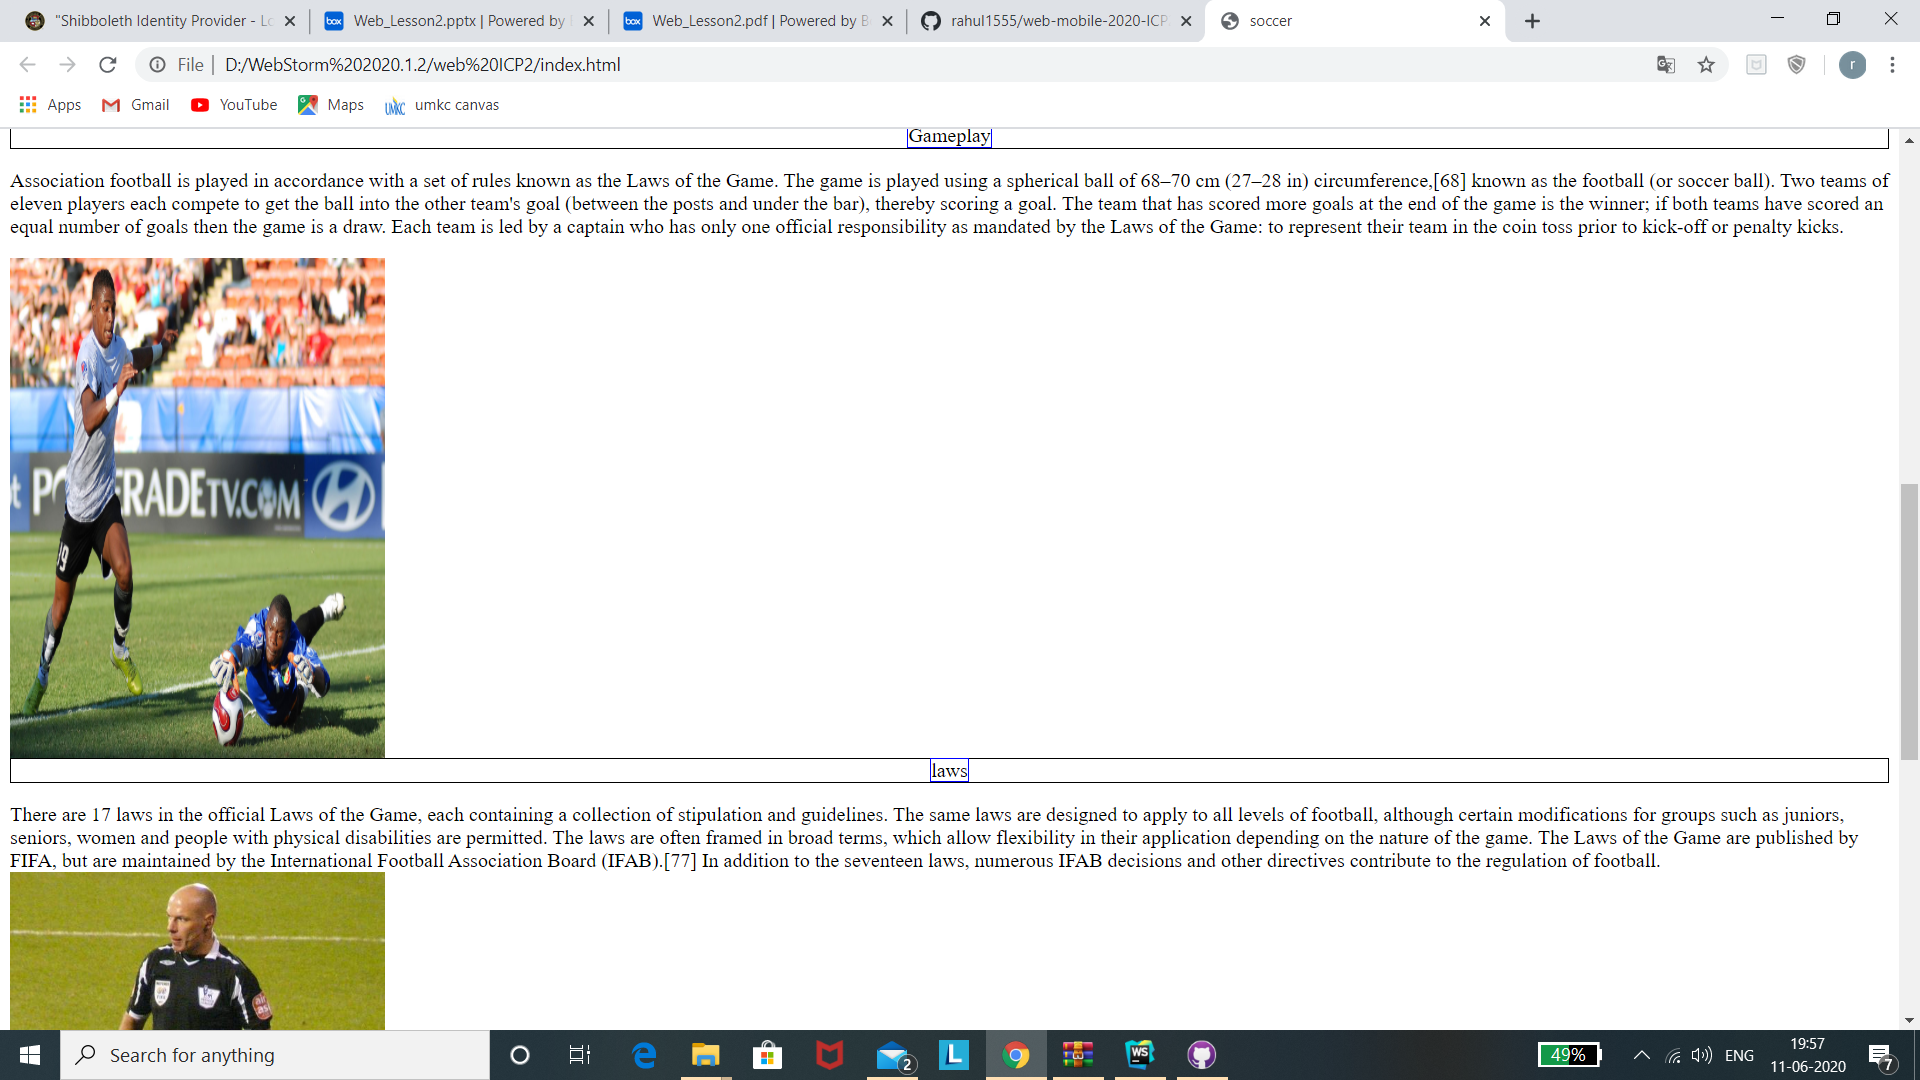 "Shibboleth Identity Provider - Lo
Web_Lesson2.pptx | Powered by
Web_Lesson2.pdf | Powered by B
rahul1555/web-mobile-2020-ICP
soccer
File | D:/WebStorm%202020.1.2/web%20ICP2/index.html
r
Apps
Gmail
YouTube
Maps
UMKC
umkc canvas
Gameplay
Association football is played in accordance with a set of rules known as the Laws of the Game. The game is played using a spherical ball of 68–70 cm (27–28 in) circumference,[68] known as the football (or soccer ball). Two teams of
eleven players each compete to get the ball into the other team's goal (between the posts and under the bar), thereby scoring a goal. The team that has scored more goals at the end of the game is the winner; if both teams have scored an
equal number of goals then the game is a draw. Each team is led by a captain who has only one official responsibility as mandated by the Laws of the Game: to represent their team in the coin toss prior to kick-off or penalty kicks.
t P
ERADETV.COM
19
laws
There are 17 laws in the official Laws of the Game, each containing a collection of stipulation and guidelines. The same laws are designed to apply to all levels of football, although certain modifications for groups such as juniors,
seniors, women and people with physical disabilities are permitted. The laws are often framed in broad terms, which allow flexibility in their application depending on the nature of the game. The Laws of the Game are published by
FIFA, but are maintained by the International Football Association Board (IFAB).[77] In addition to the seventeen laws, numerous IFAB decisions and other directives contribute to the regulation of football.
Search for anything
2
L
WS
49%
ENG
19:57
11-06-2020
7